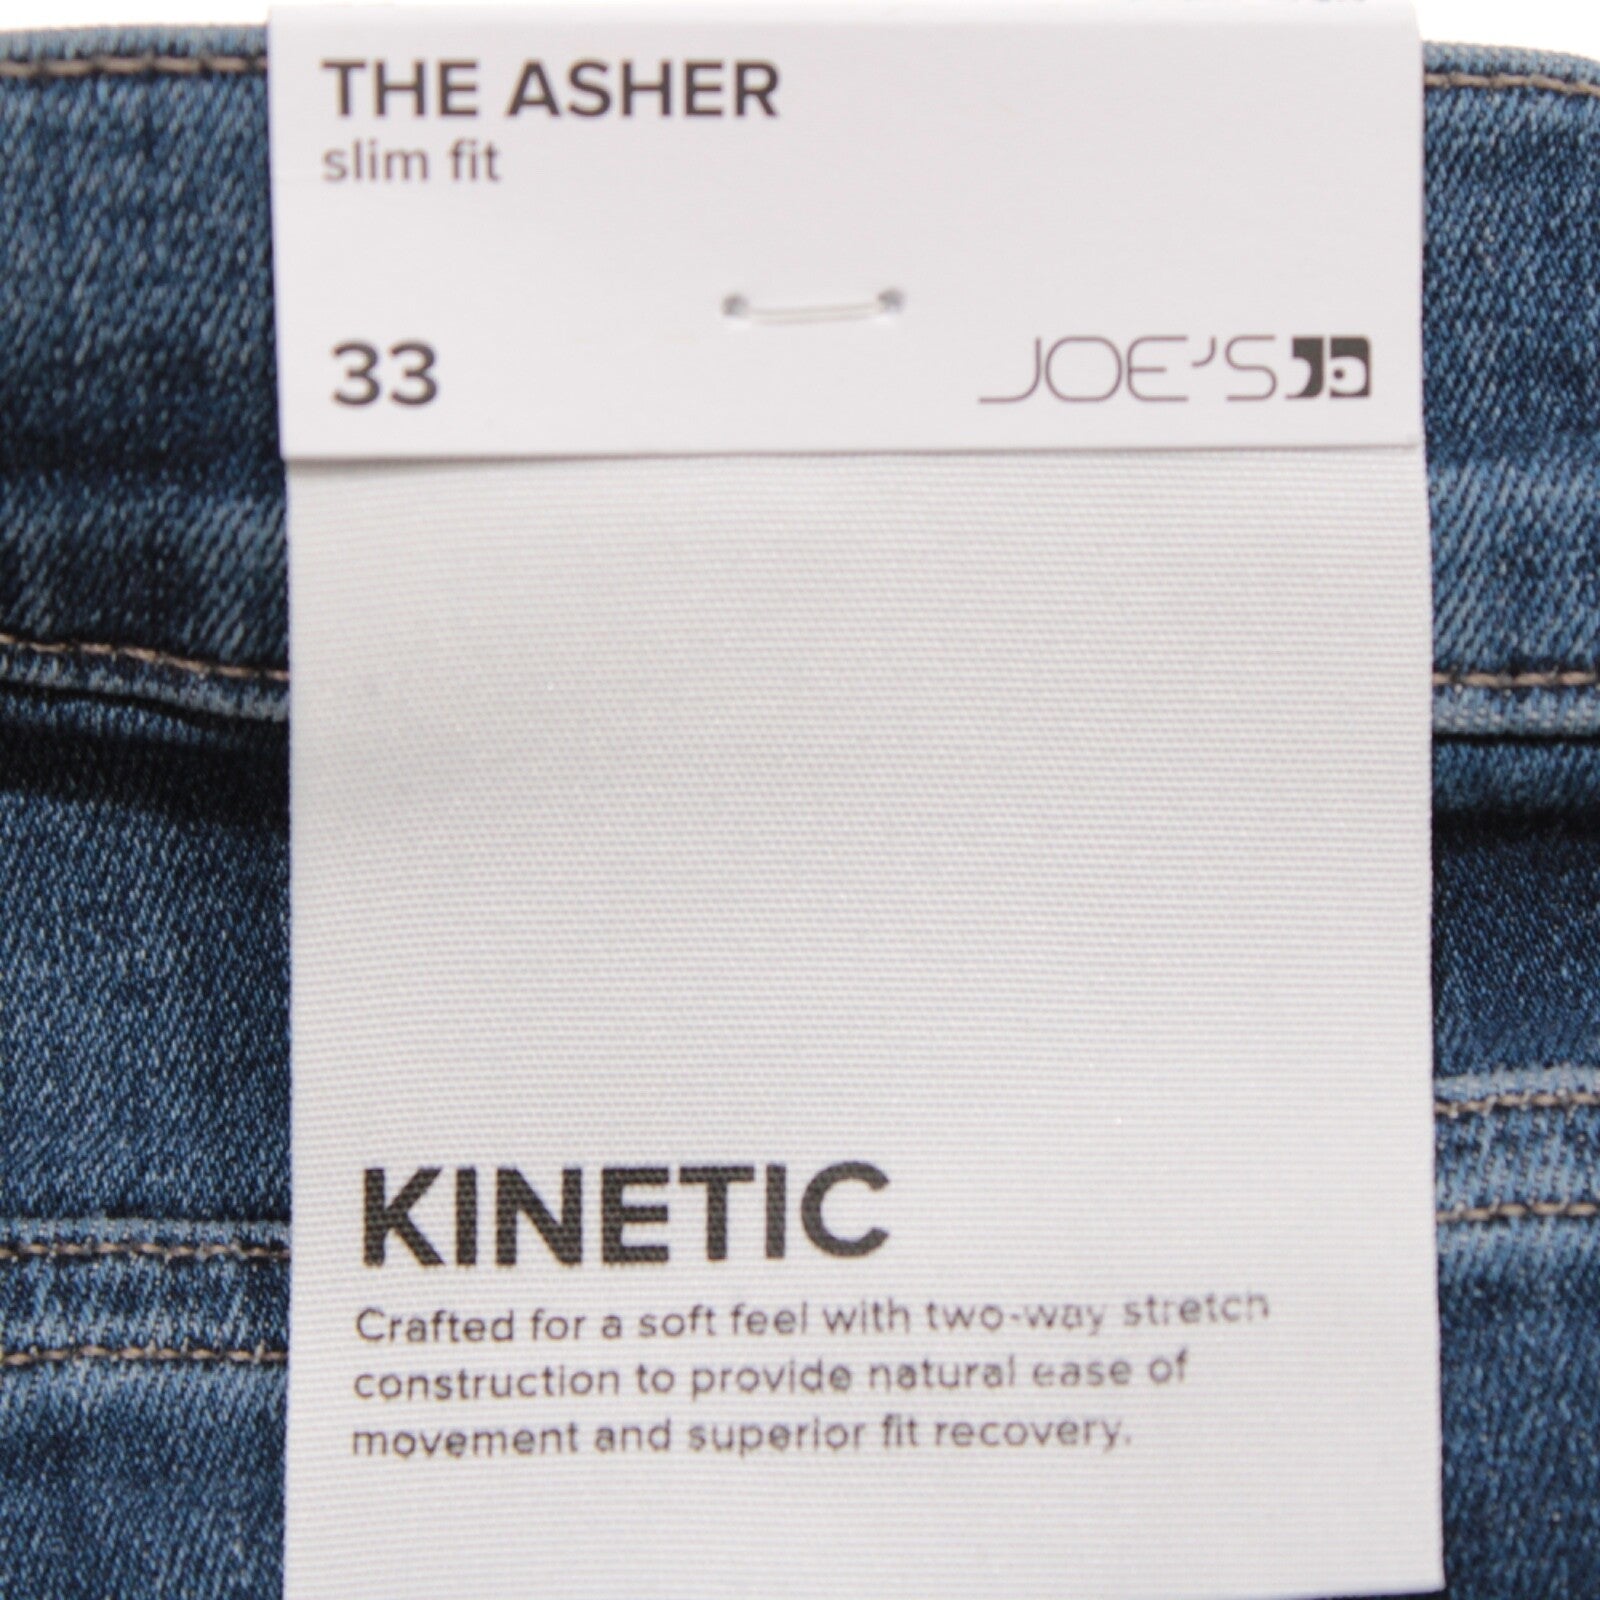 THE ASHER
slim fit
33
JOE'S
KINETIC
Crafted for a soft feel with two-way stretch
construction to provide natural ease of
movement and superior fit recovery.